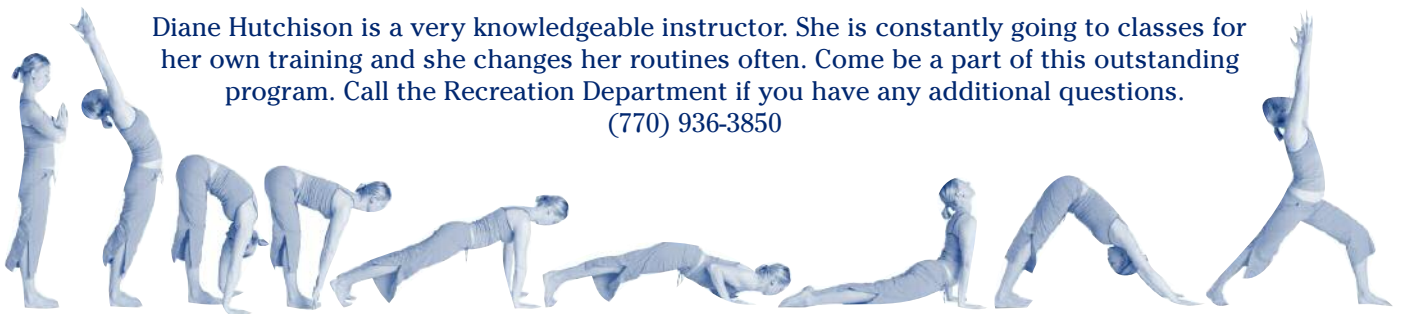 Diane Hutchison is a very knowledgeable instructor. She is constantly going to classes for
her own training and she changes her routines often. Come be a part of this outstanding
program. Call the Recreation Department if you have any additional questions.
(770) 936-3850